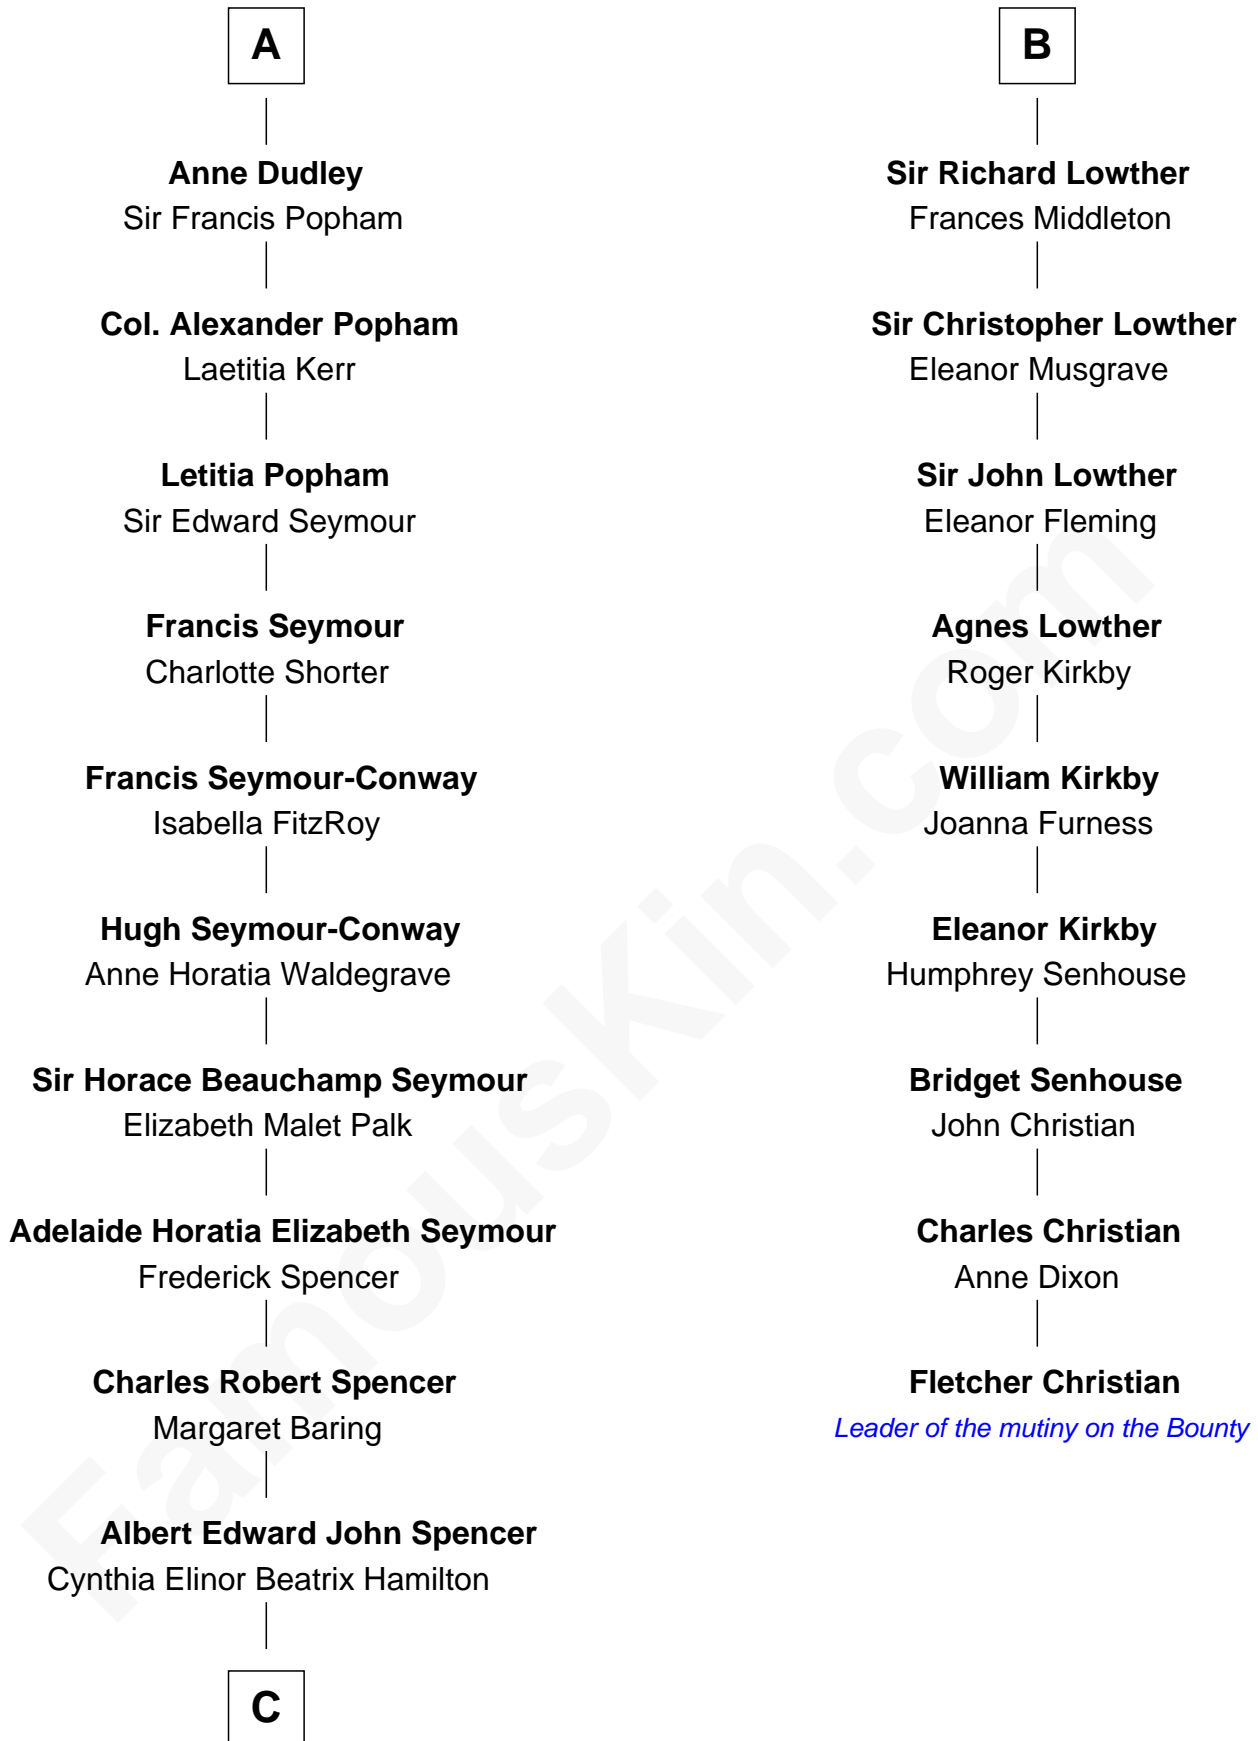 A
Anne Dudley
Sir Francis Popham
Col. Alexander Popham
Laetitia Kerr
Letitia Popham
Sir Edward Seymour
Francis Seymour
Charlotte Shorter
Francis Seymour-Conway
Isabella FitzRoy
Hugh Seymour-Conway
Anne Horatia Waldegrave
Sir Horace Beauchamp Seymour
Elizabeth Malet Palk
Adelaide Horatia Elizabeth Seymour
Frederick Spencer
Charles Robert Spencer
Margaret Baring
Albert Edward John Spencer
Cynthia Elinor Beatrix Hamilton
C
B
Sir Richard Lowther
Frances Middleton
Sir Christopher Lowther
Eleanor Musgrave
Sir John Lowther
Eleanor Fleming
Agnes Lowther
Roger Kirkby
William Kirkby
Joanna Furness
Eleanor Kirkby
Humphrey Senhouse
Bridget Senhouse
John Christian
Charles Christian
Anne Dixon
Fletcher Christian
Leader of the mutiny on the Bounty
FamousKin.com